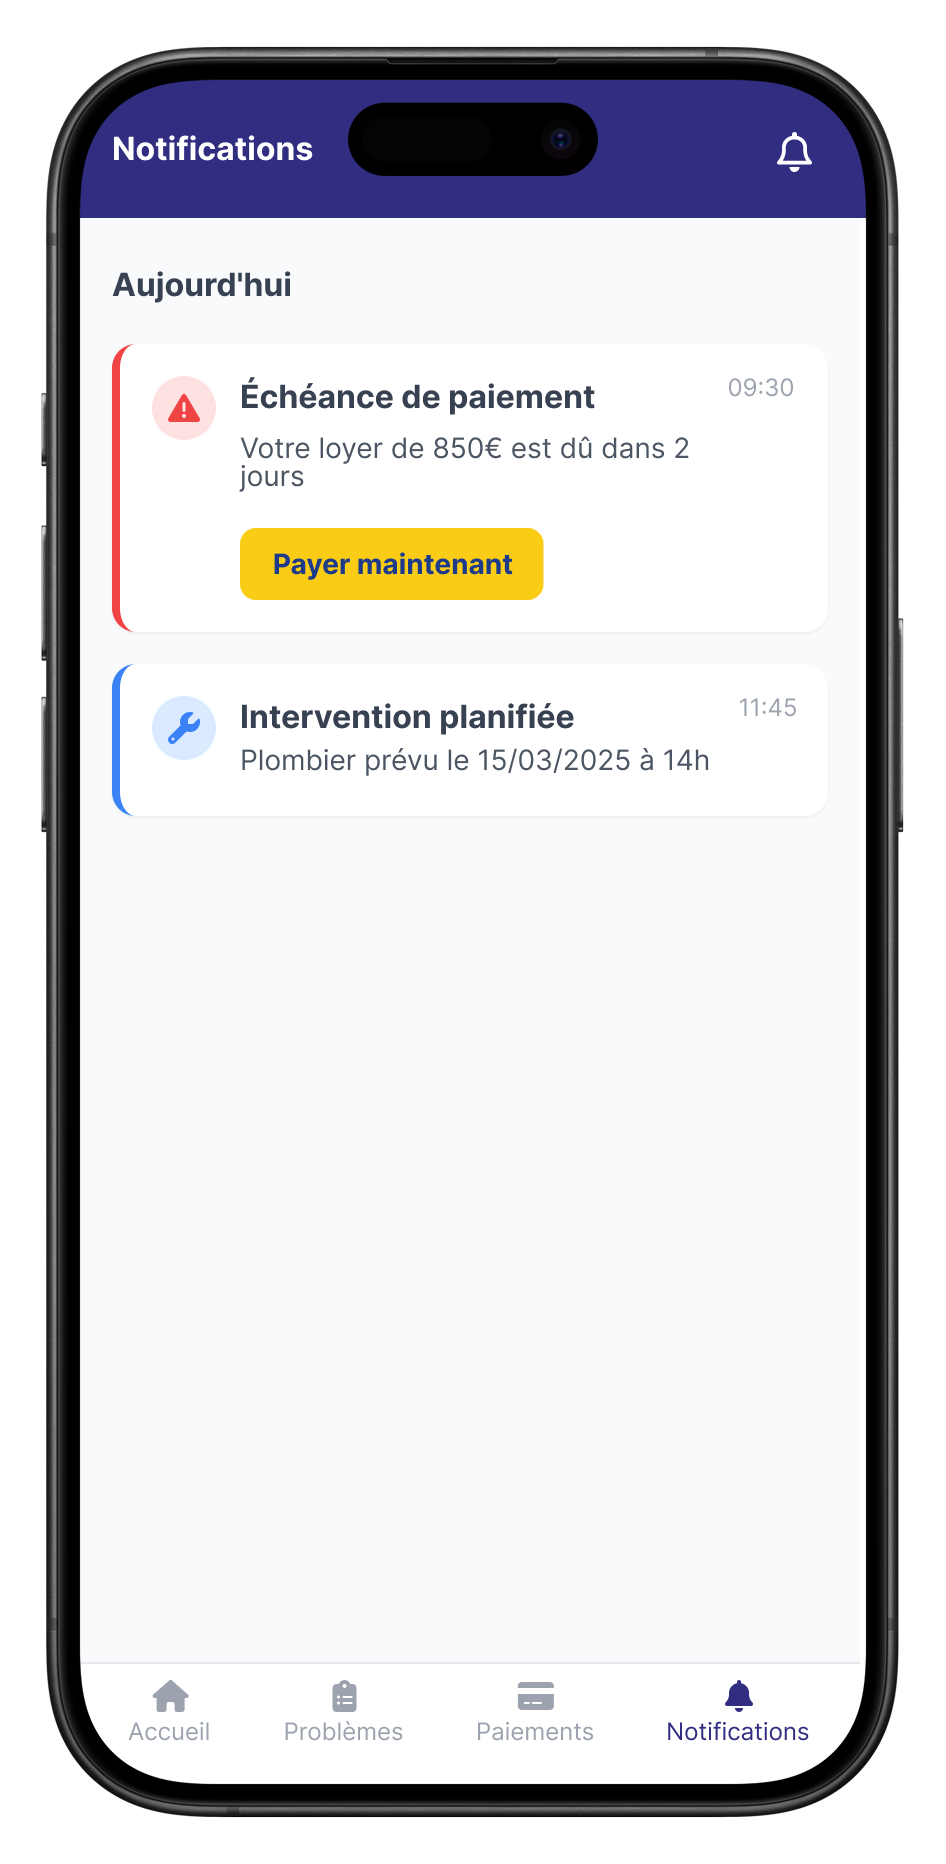 Notifications
Aujourd'hui
Échéance de paiement
09:30
Votre loyer de 850€ est dû dans 2
jours
Payer maintenant
Intervention planifiée
11:45
Plombier prévu le 15/03/2025 à 14h
Accueil
Problèmes
Paiements
Notifications